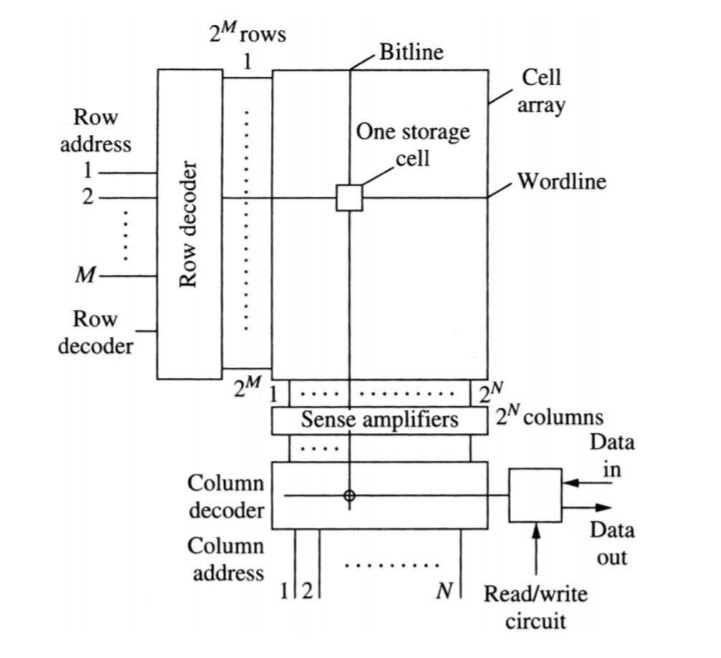 2^M rows
1
Bitline
Cell
array
Row
address
One storage
cell
1
2
Wordline
Row decoder
M
Row
decoder
2^M
1
2^N
Sense amplifiers
2^N columns
Data
in
Column
decoder
Data
out
Column
address
1
2
N
Read/write
circuit